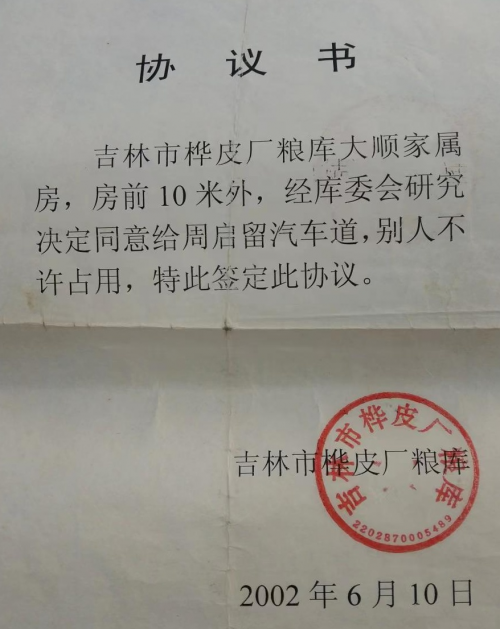 协议书
吉林市桦皮厂粮库大顺家属
房，房前10米外，经库委会研究
决定同意给周启留汽车道，别人不
许占用，特此签定此协议。
吉林市桦皮厂粮库
吉林市桦皮厂粮库
2202870005489
2002年6月10日